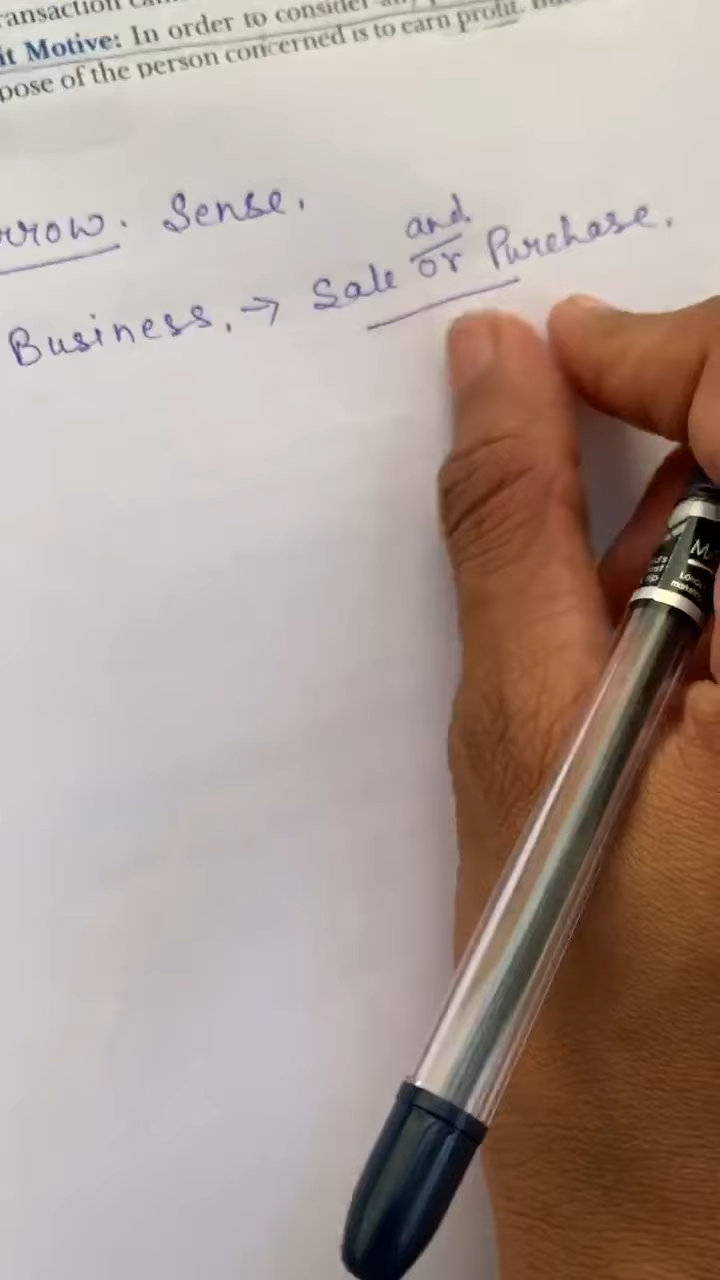 it Motive: In order to consider
pose of the person concerned is to earn profit.
rrow. Sense.
and
Business. → Sale or Purchase.